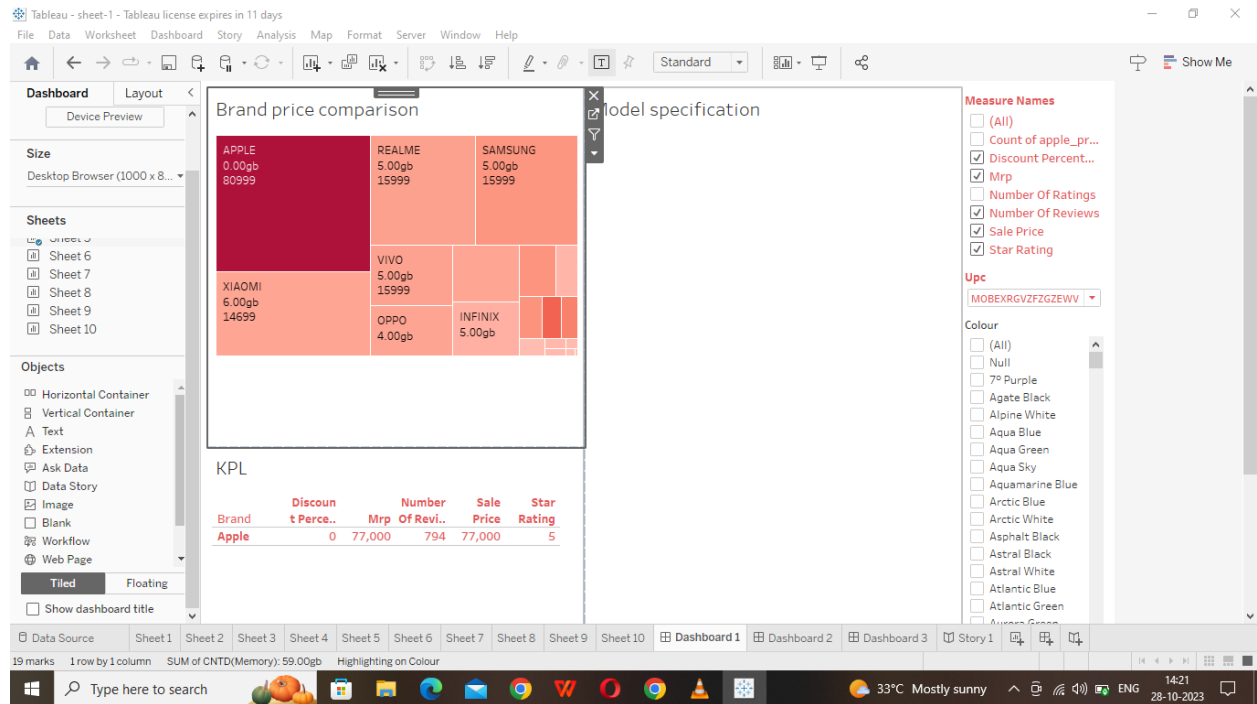 Tableau - sheet-1 - Tableau license expires in 11 days
File Data Worksheet Dashboard Story Analysis Map Format Server Window Help
Standard
Show Me
Dashboard Layout
Device Preview
Size
Desktop Browser (1000 x 8...
Sheets
Sheet 5
Sheet 6
Sheet 7
Sheet 8
Sheet 9
Sheet 10
Objects
Horizontal Container
Vertical Container
Text
Extension
Ask Data
Data Story
Image
Blank
Workflow
Web Page
Tiled Floating
Show dashboard title
Brand price comparison
APPLE
0.00gb
80999
REALME
5.00gb
15999
SAMSUNG
5.00gb
15999
XIAOMI
6.00gb
14699
VIVO
5.00gb
15999
OPPO
4.00gb
INFINIX
5.00gb
KPL
Brand Discoun t Perce.. Mrp Number Of Revi.. Sale Price Star Rating
Apple 0 77,000 794 77,000 5
Model specification
Measure Names
(All)
Count of apple_pr...
Discount Percent...
Mrp
Number Of Ratings
Number Of Reviews
Sale Price
Star Rating
Upc
MOBEXRGVZFZGZEWV
Colour
(All)
Null
7º Purple
Agate Black
Alpine White
Aqua Blue
Aqua Green
Aqua Sky
Aquamarine Blue
Arctic Blue
Arctic White
Asphalt Black
Astral Black
Astral White
Atlantic Blue
Atlantic Green
Aurora Green
Data Source Sheet 1 Sheet 2 Sheet 3 Sheet 4 Sheet 5 Sheet 6 Sheet 7 Sheet 8 Sheet 9 Sheet 10 Dashboard 1 Dashboard 2 Dashboard 3 Story 1
19 marks 1 row by 1 column SUM of CNTD(Memory): 59.00gb Highlighting on Colour
Type here to search
33°C Mostly sunny
ENG
14:21
28-10-2023